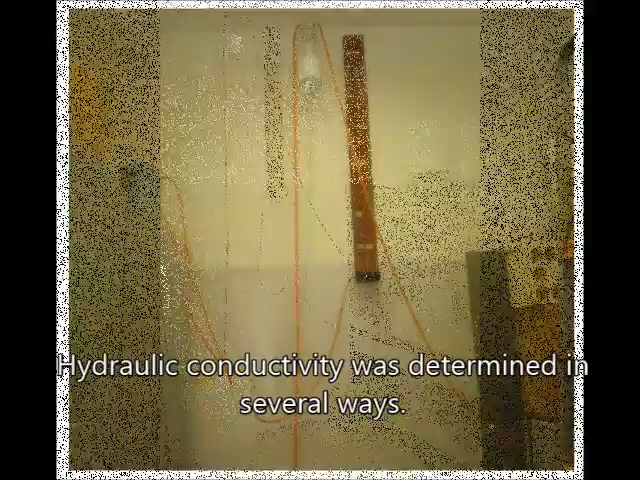 Hydraulic conductivity was determined in
several ways.